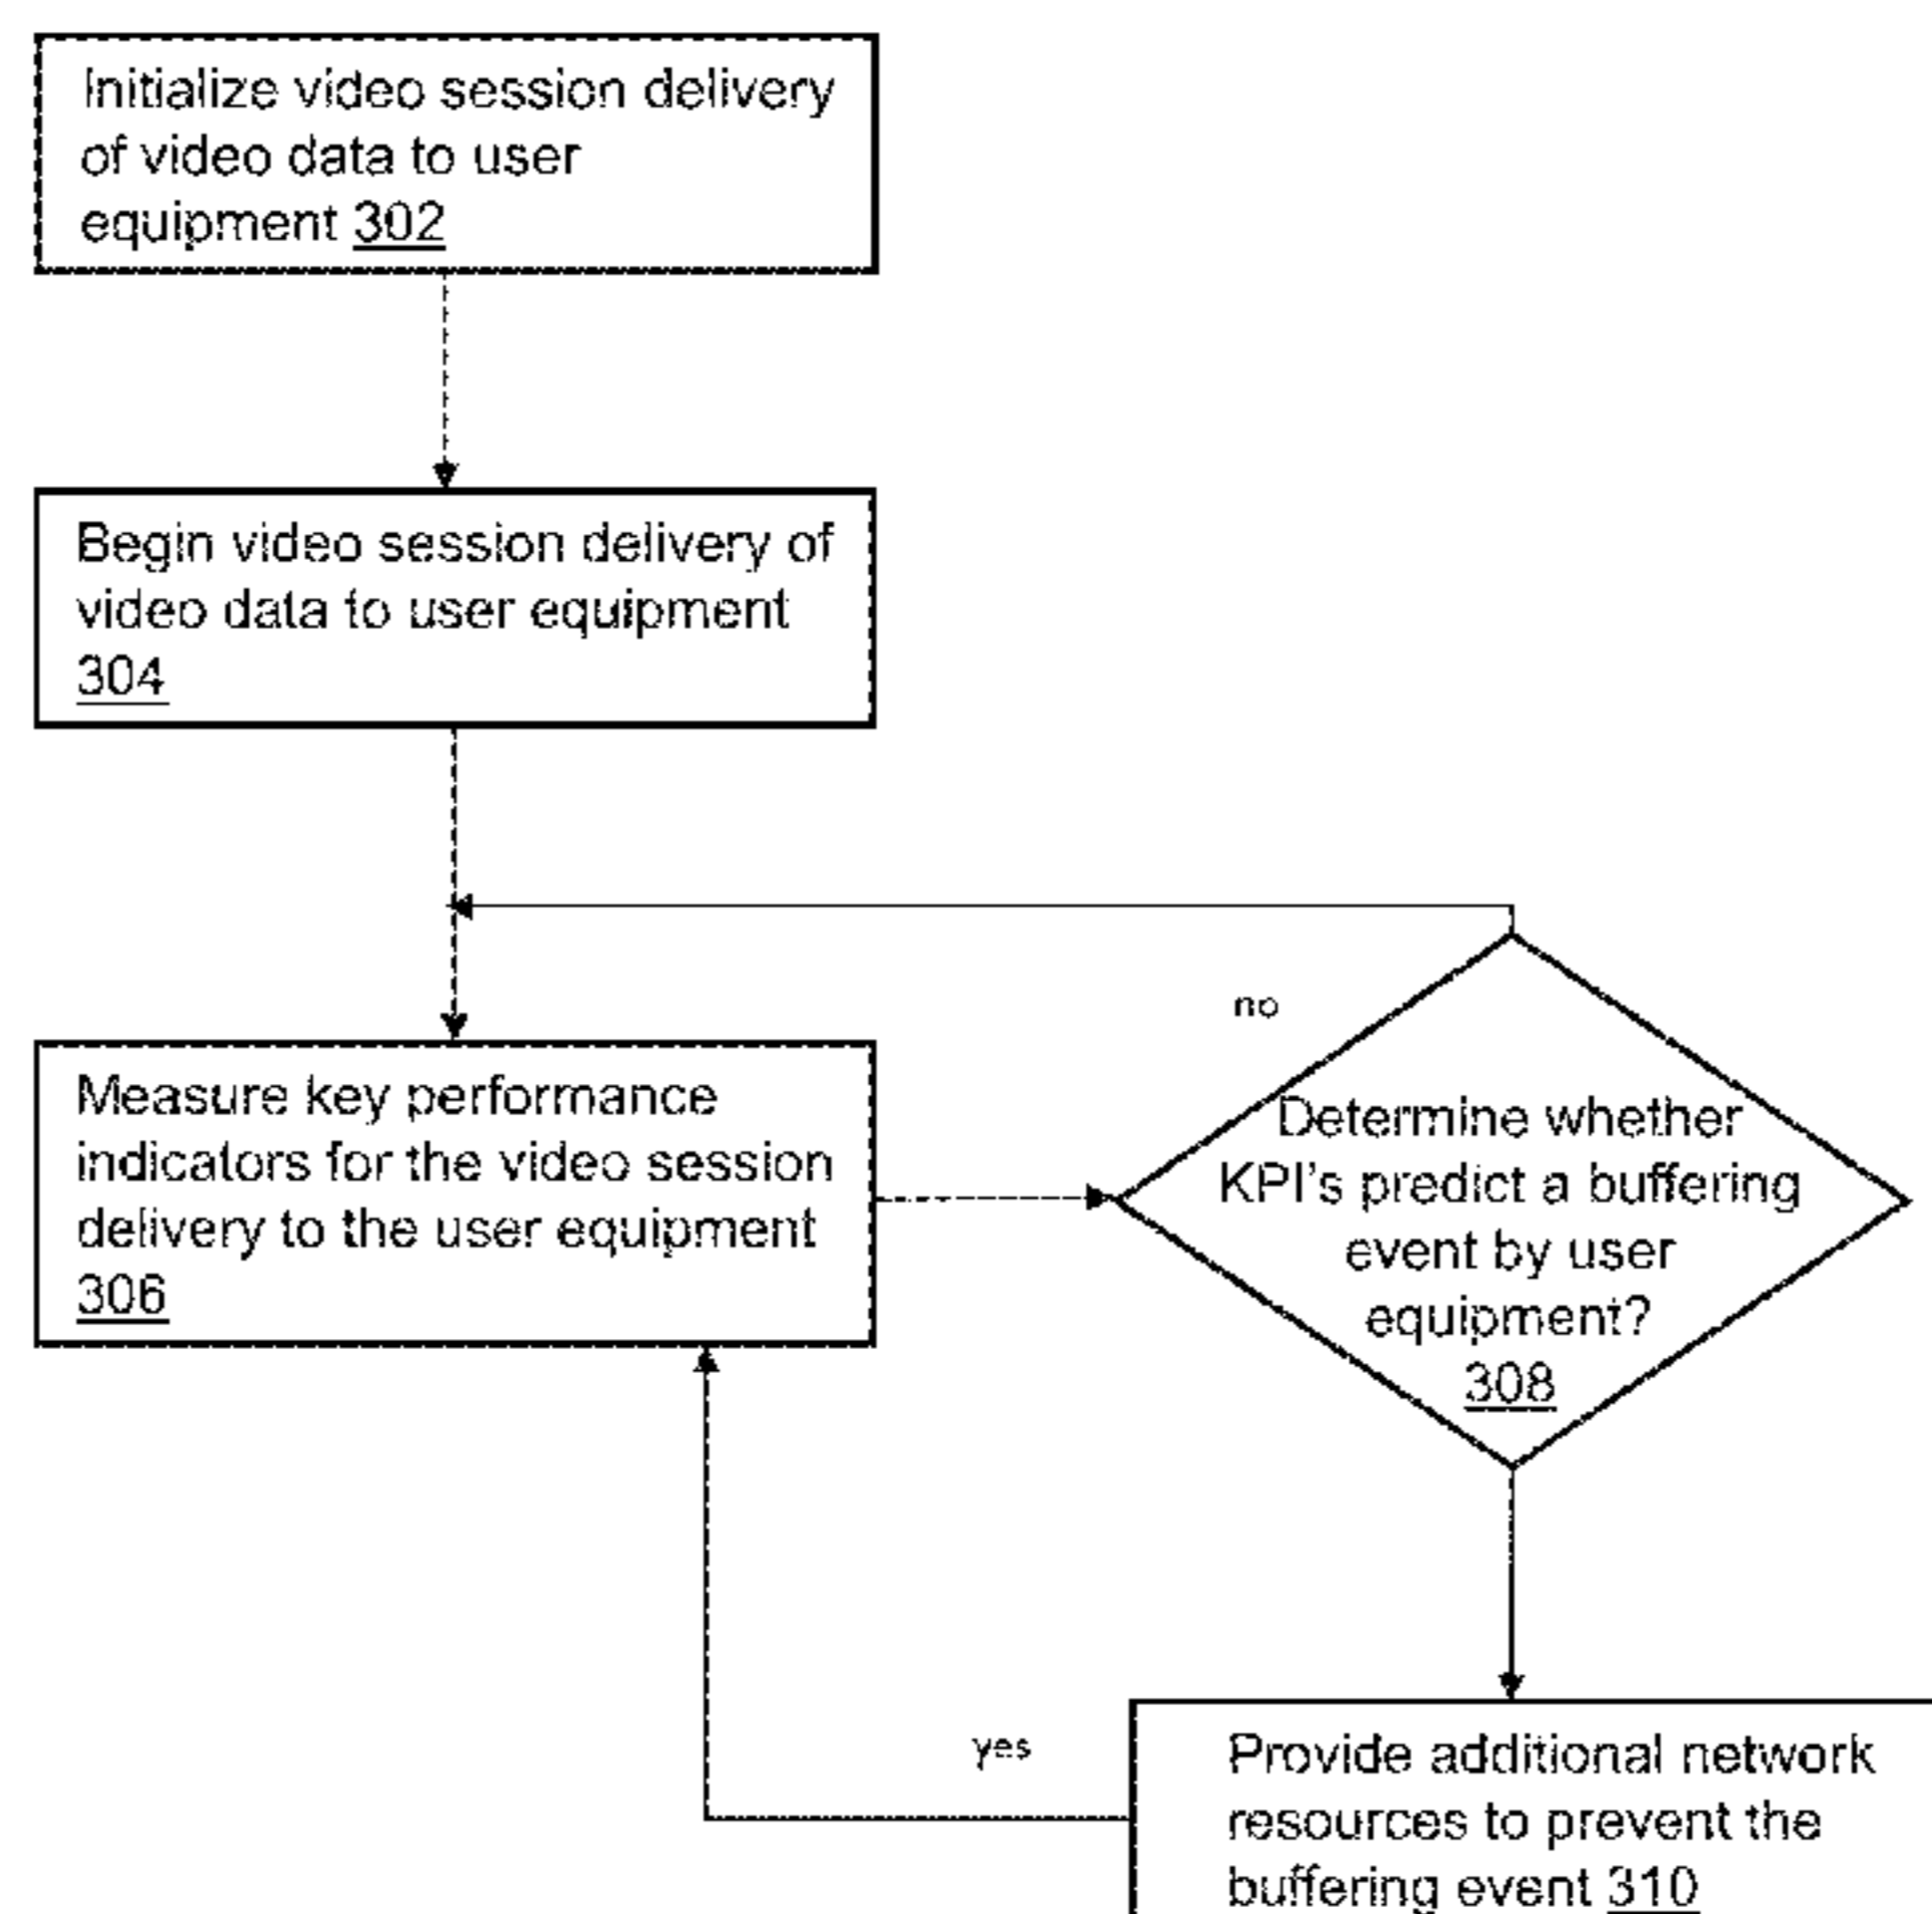 Initialize video session delivery
of video data to user
equipment 302
Begin video session delivery of
video data to user equipment
304
no
Measure key performance
indicators for the video session
delivery to the user equipment
306
Determine whether
KPI's predict a buffering
event by user
equipment?
308
yes
Provide additional network
resources to prevent the
buffering event 310